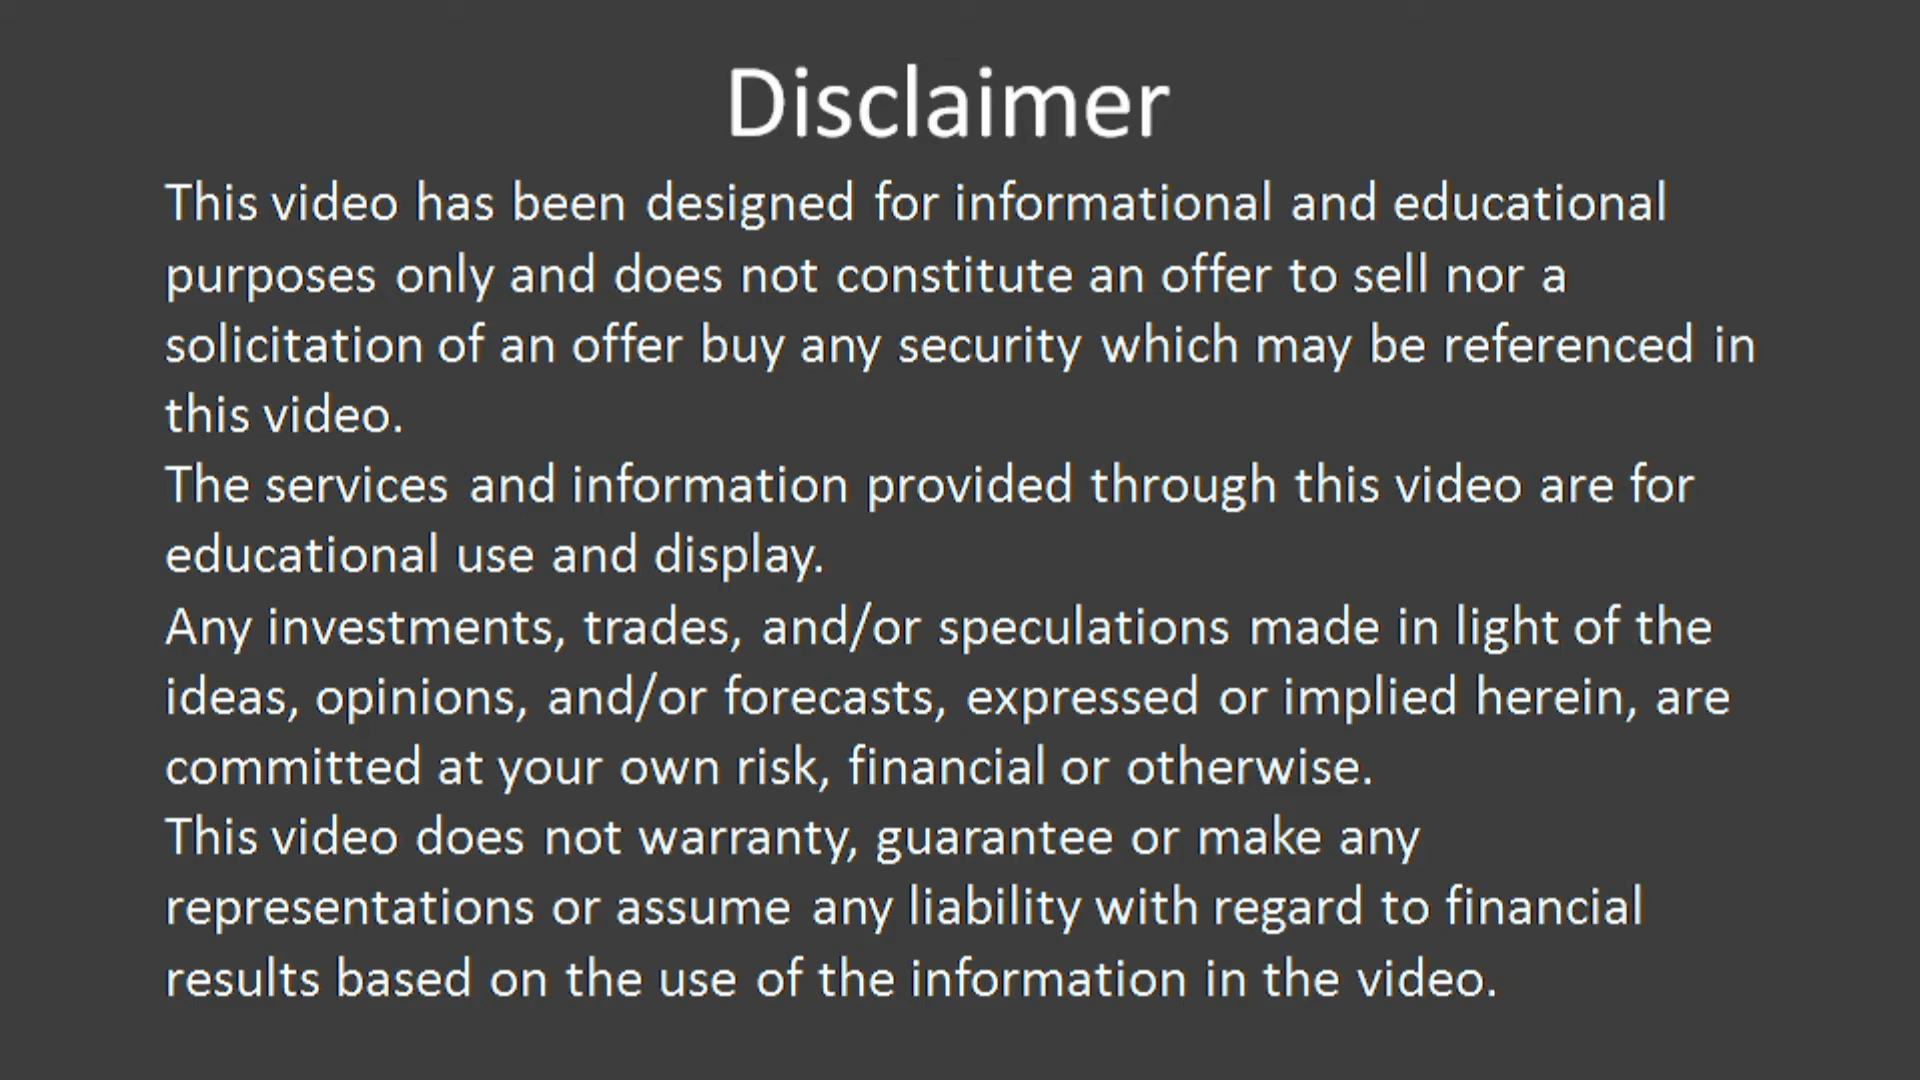 Disclaimer
This video has been designed for informational and educational
purposes only and does not constitute an offer to sell nor a
solicitation of an offer buy any security which may be referenced in
this video.
The services and information provided through this video are for
educational use and display.
Any investments, trades, and/or speculations made in light of the
ideas, opinions, and/or forecasts, expressed or implied herein, are
committed at your own risk, financial or otherwise.
This video does not warranty, guarantee or make any
representations or assume any liability with regard to financial
results based on the use of the information in the video.